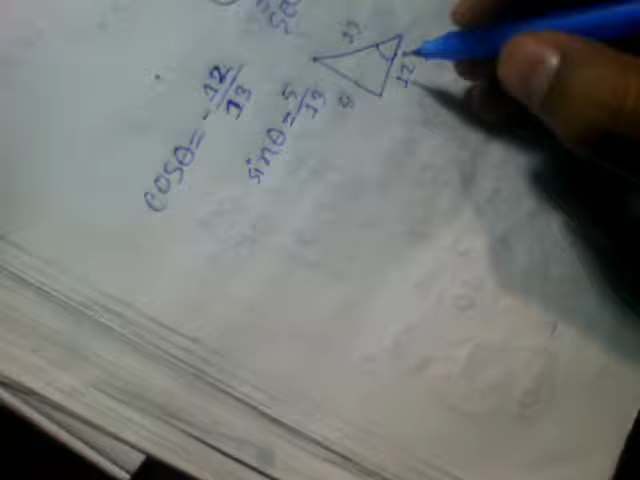 cosθ = -12/13
sinθ = 5/13
13
5
12